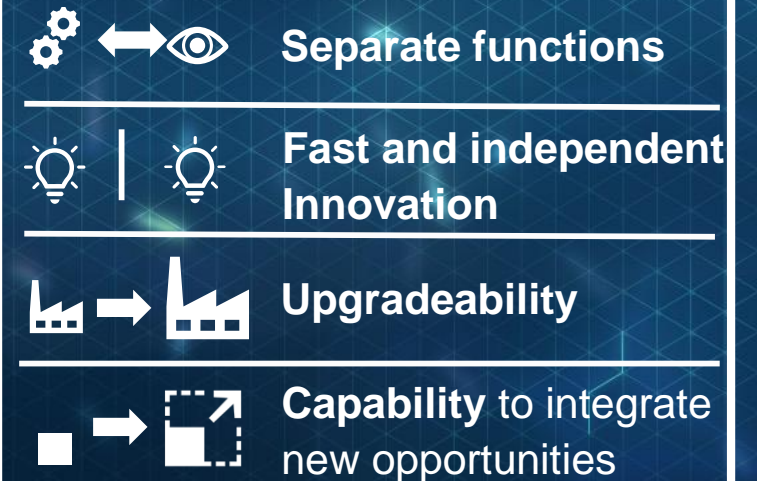 Separate functions
Fast and independent
Innovation
Upgradeability
Capability to integrate
new opportunities